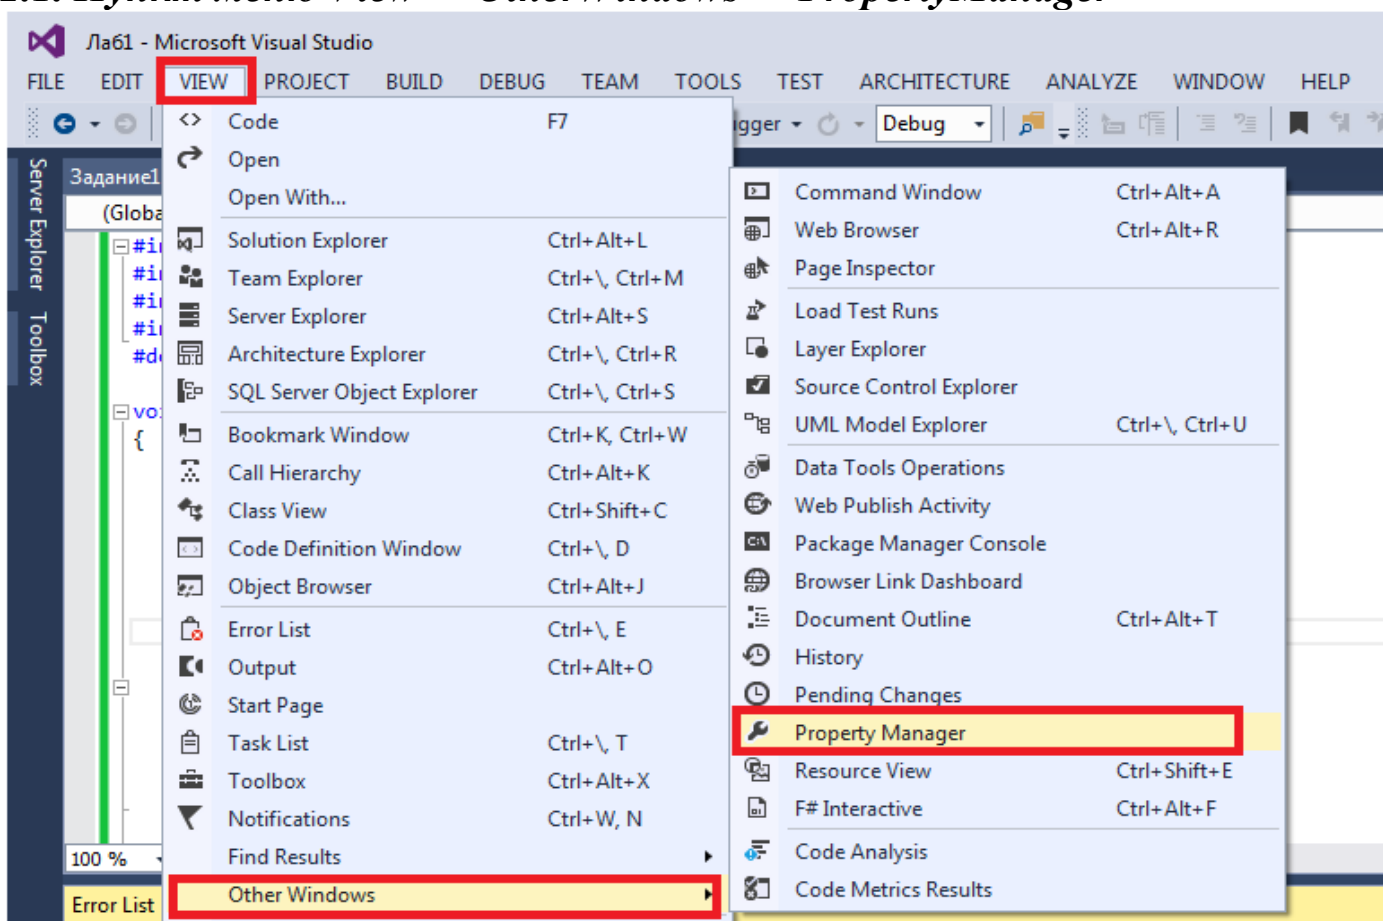 Лаб1 - Microsoft Visual Studio
FILE EDIT VIEW PROJECT BUILD DEBUG TEAM TOOLS TEST ARCHITECTURE ANALYZE WINDOW HELP
Debug
Server Explorer
Toolbox
Задание1
(Globa
#i
#i
#i
#i
#de
vo
{
100 %
Error List
Code F7
Open
Open With...
Solution Explorer Ctrl+Alt+L
Team Explorer Ctrl+\, Ctrl+M
Server Explorer Ctrl+Alt+S
Architecture Explorer Ctrl+\, Ctrl+R
SQL Server Object Explorer Ctrl+\, Ctrl+S
Bookmark Window Ctrl+K, Ctrl+W
Call Hierarchy Ctrl+Alt+K
Class View Ctrl+Shift+C
Code Definition Window Ctrl+\, D
Object Browser Ctrl+Alt+J
Error List Ctrl+\, E
Output Ctrl+Alt+O
Start Page
Task List Ctrl+\, T
Toolbox Ctrl+Alt+X
Notifications Ctrl+W, N
Find Results
Other Windows
Command Window Ctrl+Alt+A
Web Browser Ctrl+Alt+R
Page Inspector
Load Test Runs
Layer Explorer
Source Control Explorer
UML Model Explorer Ctrl+\, Ctrl+U
Data Tools Operations
Web Publish Activity
Package Manager Console
Browser Link Dashboard
Document Outline Ctrl+Alt+T
History
Pending Changes
Property Manager
Resource View Ctrl+Shift+E
F# Interactive Ctrl+Alt+F
Code Analysis
Code Metrics Results